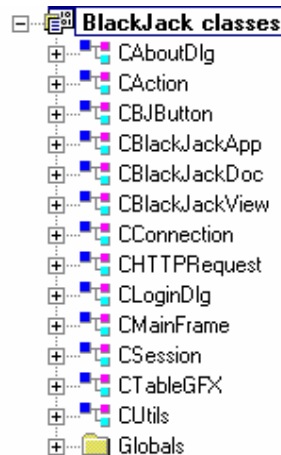 BlackJack classes
CAboutDlg
CAction
CBJButton
CBlackJackApp
CBlackJackDoc
CBlackJackView
CConnection
CHTTPRequest
CLoginDlg
CMainFrame
CSession
CTableGFX
CUtils
Globals